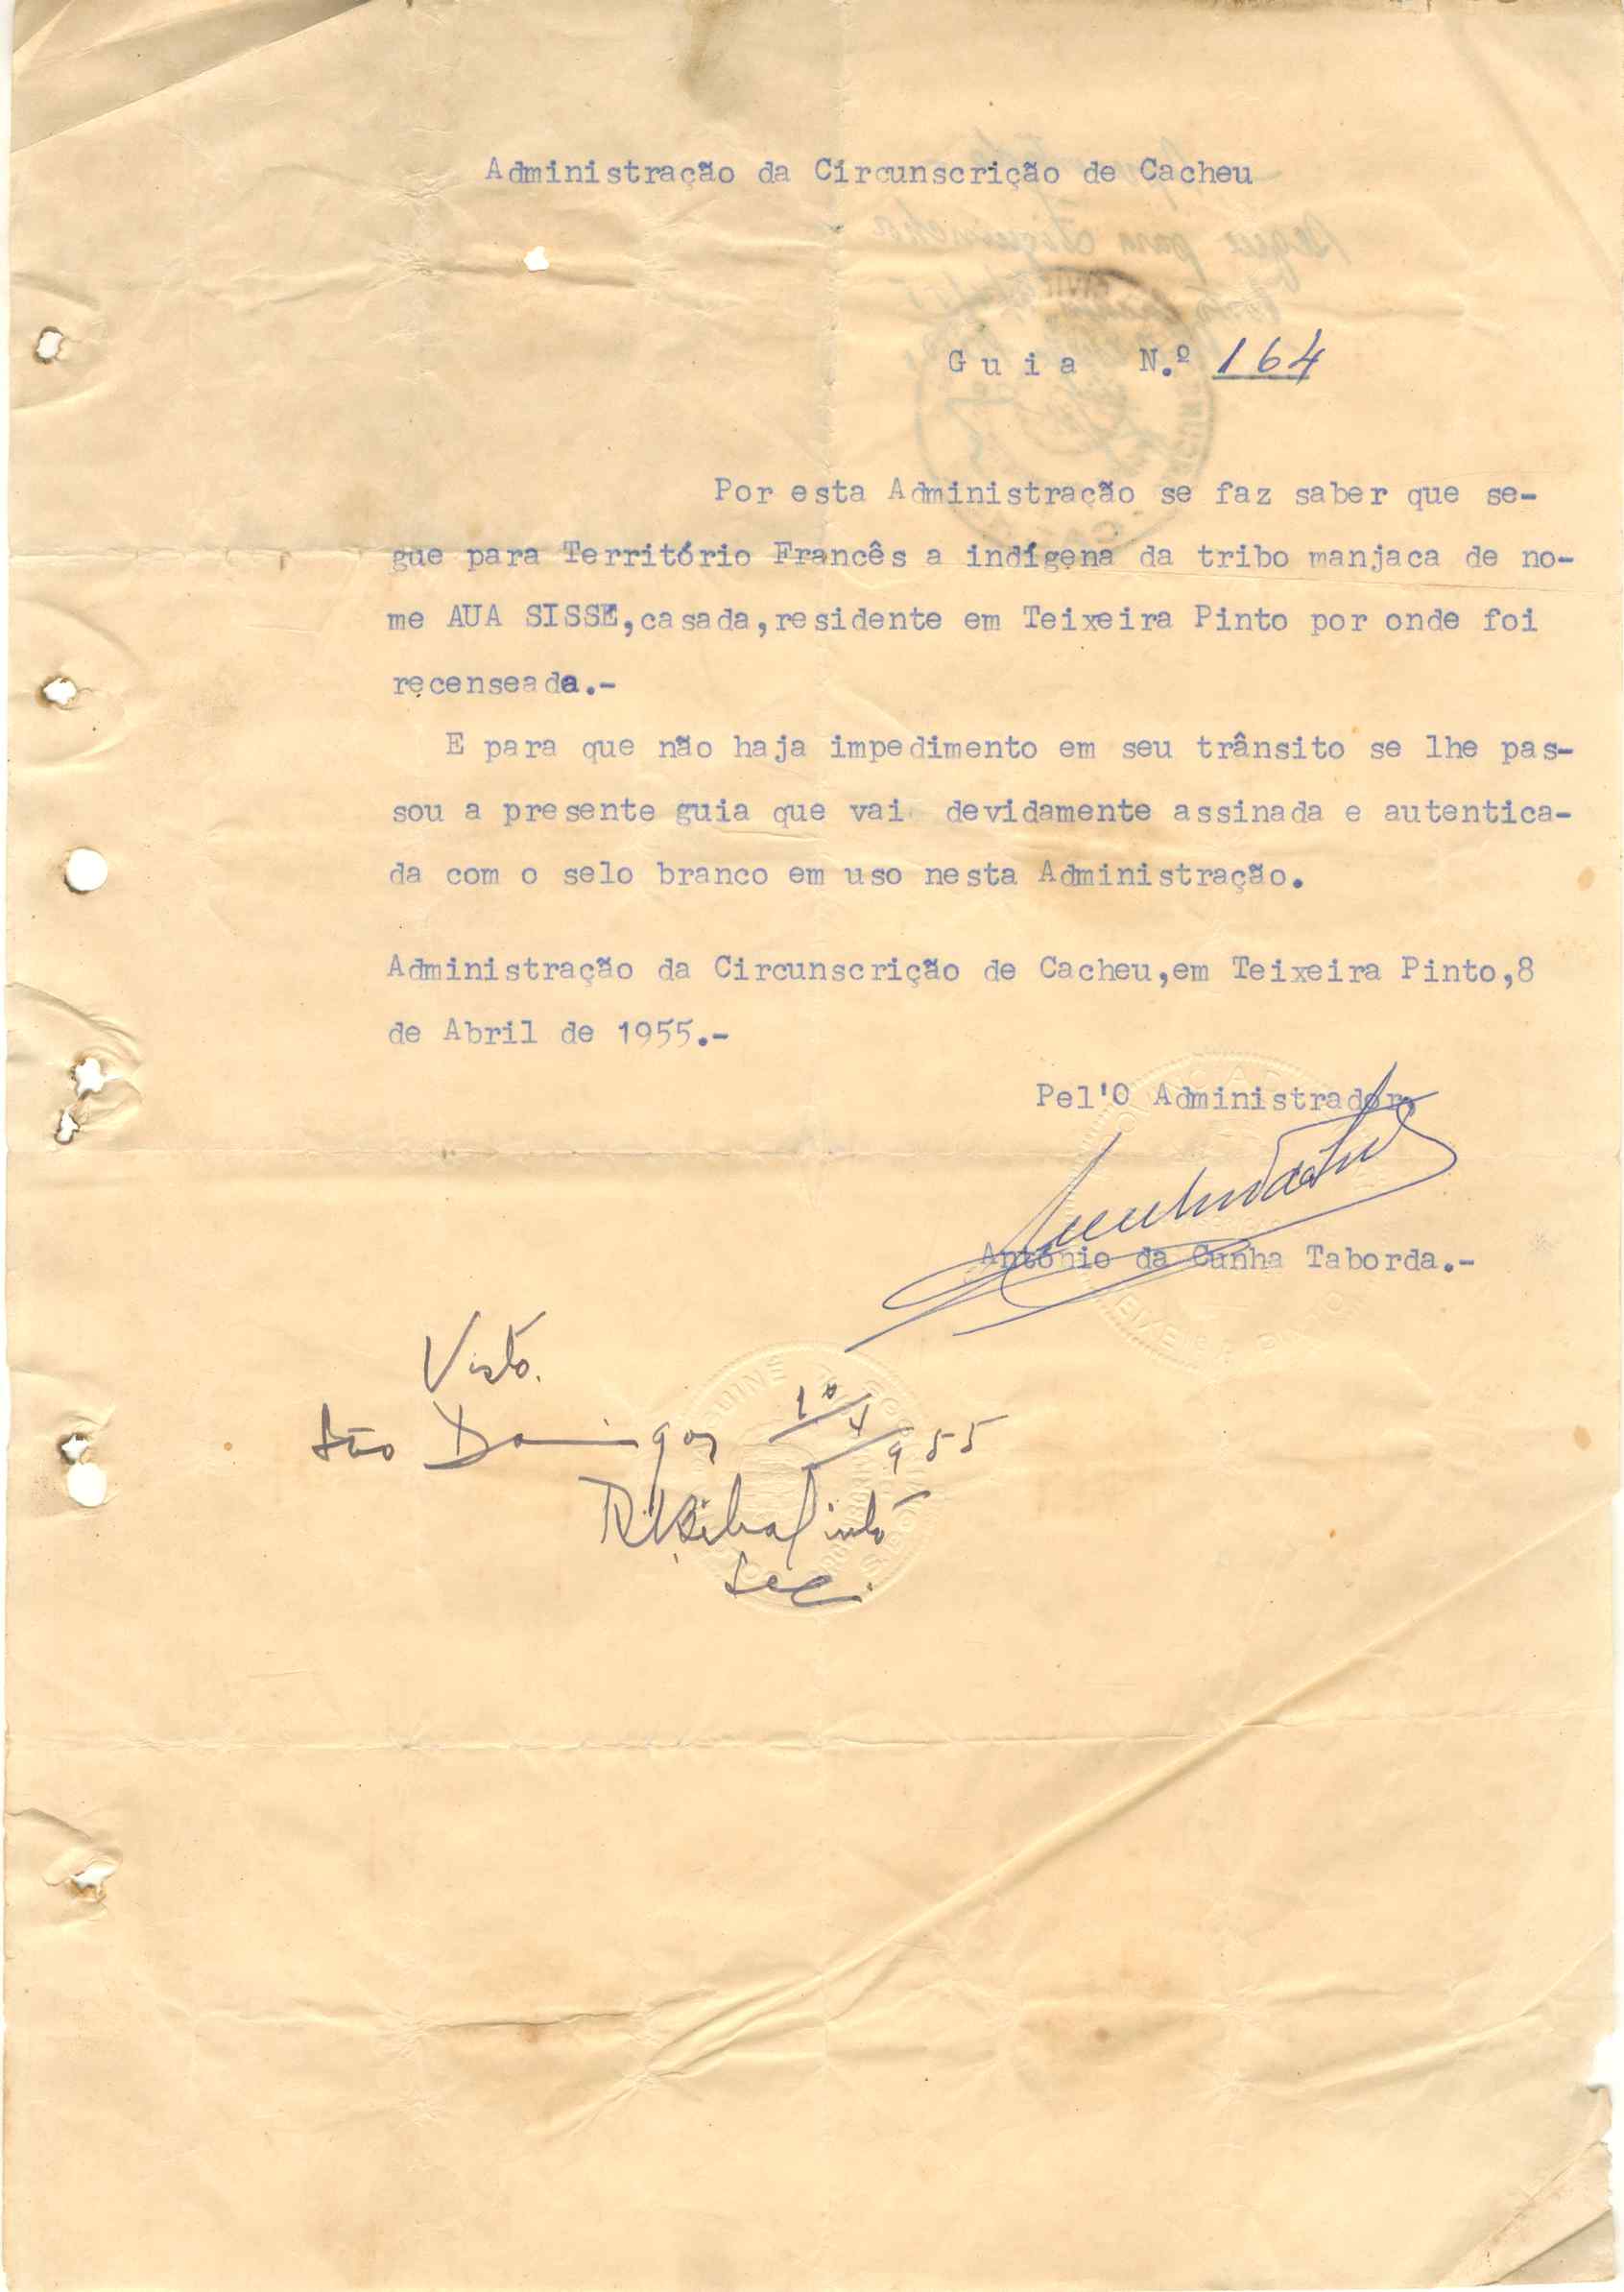 Administração da Circunscrição de Cacheu
Guia N.º 164
Por esta Administração se faz saber que se-
gue para Território Francês a indígena da tribo manjaca de no-
me AUA SISSE,casada,residente em Teixeira Pinto por onde foi
recenseada.-
E para que não haja impedimento em seu trânsito se lhe pas-
sou a presente guia que vai devidamente assinada e autentica-
da com o selo branco em uso nesta Administração.
Administração da Circunscrição de Cacheu,em Teixeira Pinto,8
de Abril de 1955.-
Pel'O Administrador,
António da Cunha Taborda.-
Visto.
São Domingos 10/4/955
Sec.